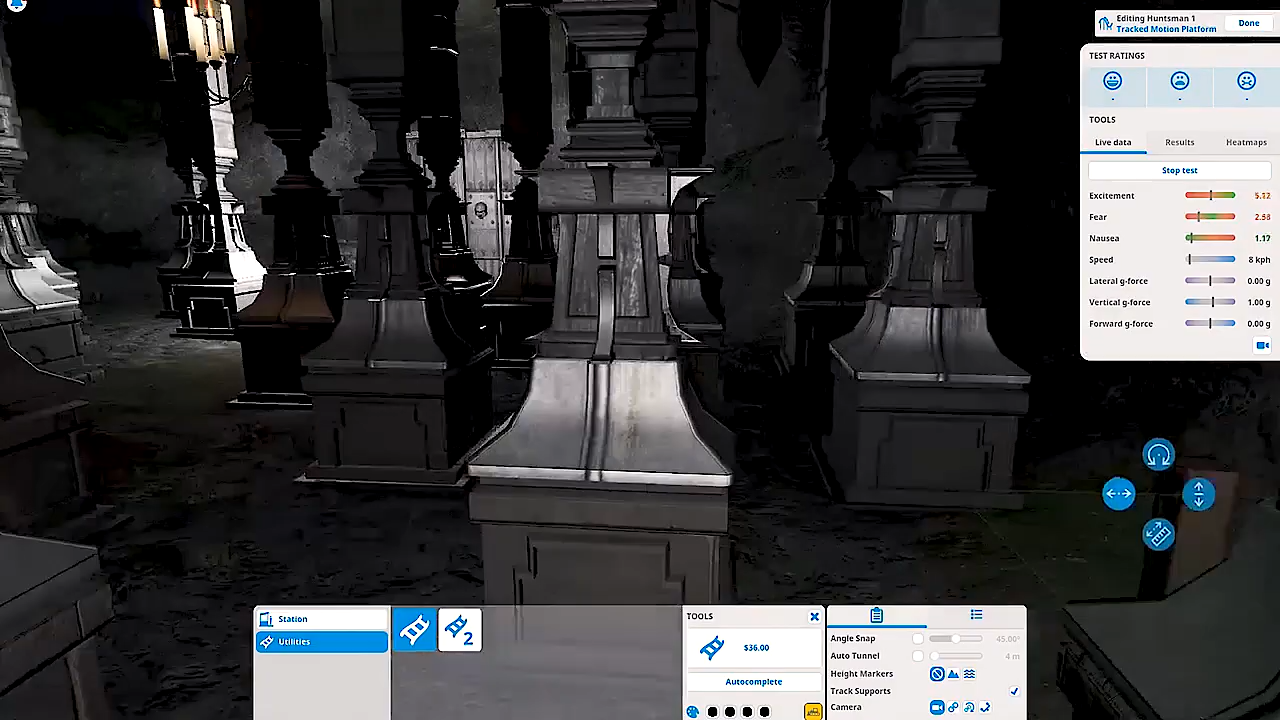 Editing Huntsman 1
Tracked Motion Platform
Done
TEST RATINGS
- - -
TOOLS
Live data Results Heatmaps
Stop test
Excitement 5.12
Fear 2.58
Nausea 1.17
Speed 8 kph
Lateral g-force 0.00 g
Vertical g-force 1.00 g
Forward g-force 0.00 g
Station
Utilities
2
TOOLS
$36.00
Autocomplete
Angle Snap 45.00°
Auto Tunnel 4 m
Height Markers
Track Supports
Camera